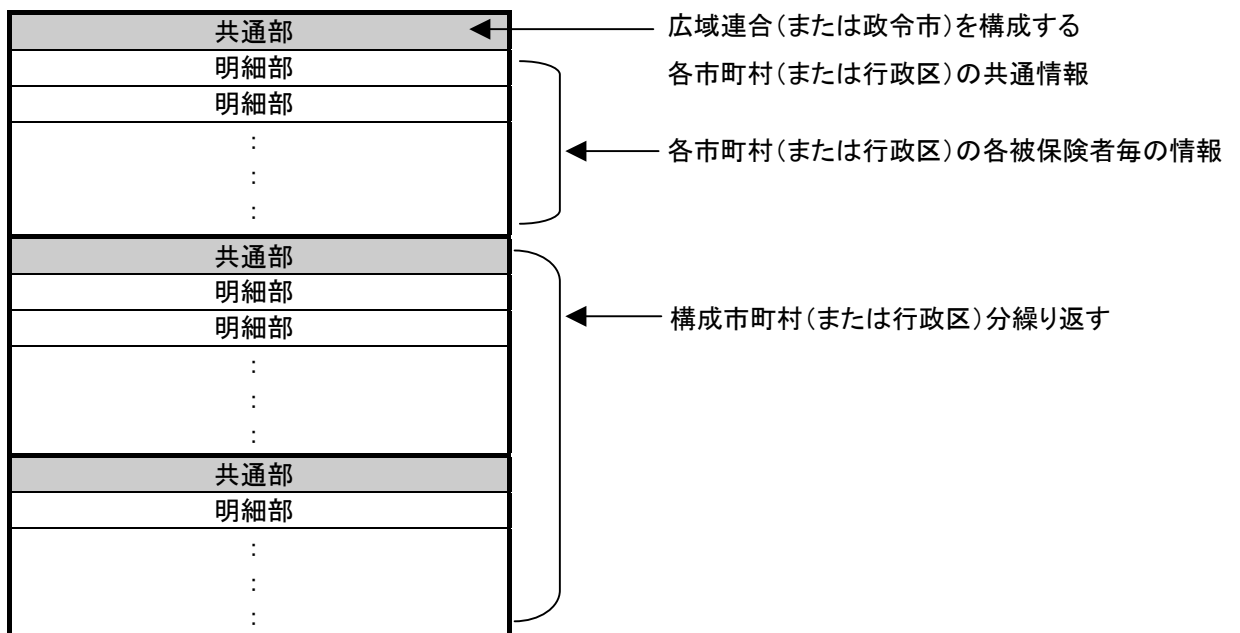 共通部
広域連合(または政令市)を構成する
各市町村(または行政区)の共通情報
明細部
明細部
:
:
:
各市町村(または行政区)の各被保険者毎の情報
共通部
明細部
明細部
:
:
:
構成市町村(または行政区)分繰り返す
共通部
明細部
:
:
: